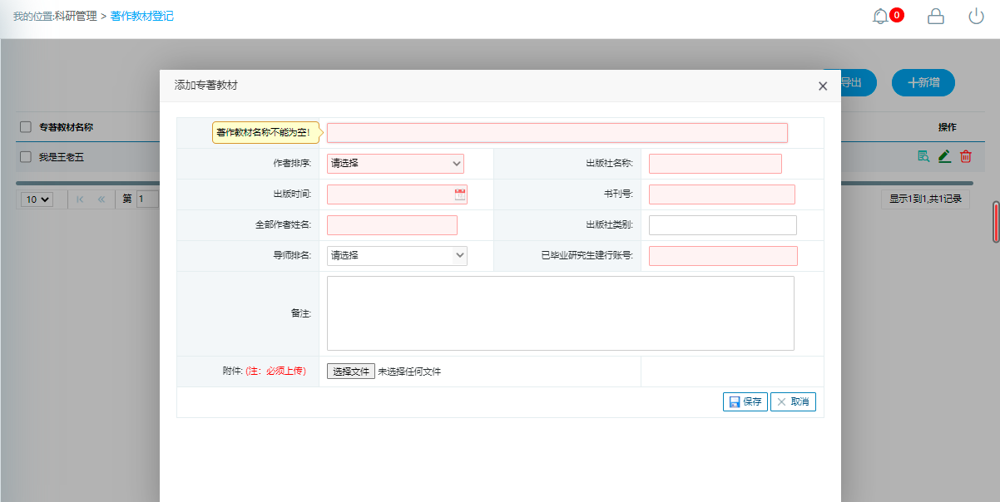 我的位置:科研管理 > 著作教材登记
0
导出
新增
添加专著教材
专著教材名称
操作
我是王老五
著作教材名称不能为空!
作者排序: 请选择 出版社名称:
出版时间: 书刊号:
全部作者姓名: 出版社类别:
导师排名: 请选择 已毕业研究生建行账号:
备注:
附件: (注：必须上传) 选择文件 未选择任何文件
保存 取消
10 第 1
显示1到1,共1记录